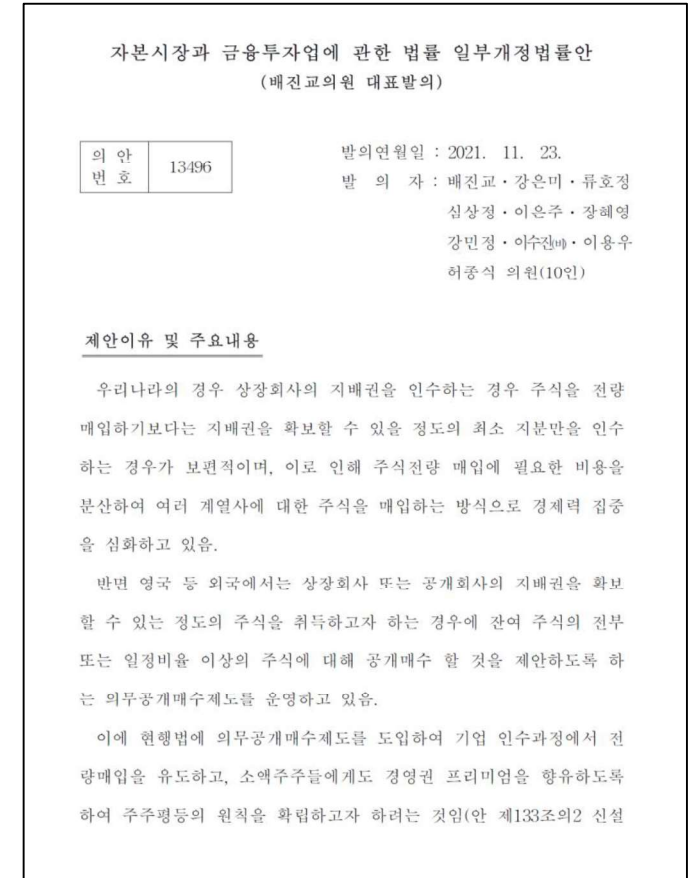 자본시장과 금융투자업에 관한 법률 일부개정법률안
(배진교의원 대표발의)
의 안
번 호
13496
발의연월일 : 2021. 11. 23.
발 의 자 : 배진교ㆍ강은미ㆍ류호정
심상정ㆍ이은주ㆍ장혜영
강민정ㆍ이수진(비)ㆍ이용우
허종식 의원(10인)
제안이유 및 주요내용
우리나라의 경우 상장회사의 지배권을 인수하는 경우 주식을 전량
매입하기보다는 지배권을 확보할 수 있을 정도의 최소 지분만을 인수
하는 경우가 보편적이며, 이로 인해 주식전량 매입에 필요한 비용을
분산하여 여러 계열사에 대한 주식을 매입하는 방식으로 경제력 집중
을 심화하고 있음.
반면 영국 등 외국에서는 상장회사 또는 공개회사의 지배권을 확보
할 수 있는 정도의 주식을 취득하고자 하는 경우에 잔여 주식의 전부
또는 일정비율 이상의 주식에 대해 공개매수 할 것을 제안하도록 하
는 의무공개매수제도를 운영하고 있음.
이에 현행법에 의무공개매수제도를 도입하여 기업 인수과정에서 전
량매입을 유도하고, 소액주주들에게도 경영권 프리미엄을 향유하도록
하여 주주평등의 원칙을 확립하고자 하려는 것임(안 제133조의2 신설